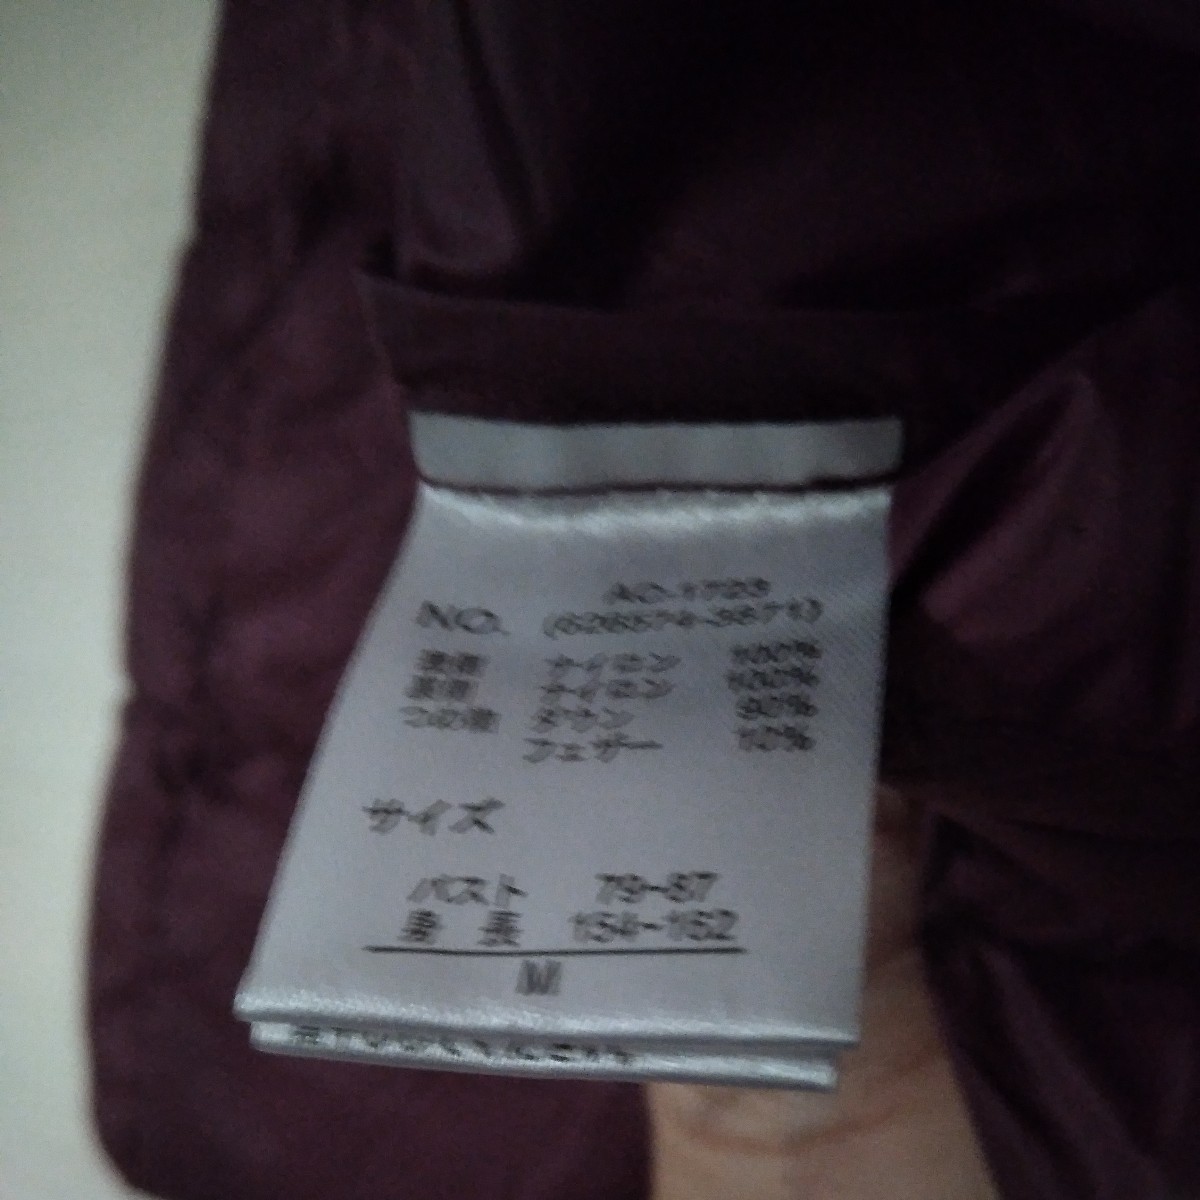 AC-1723
NO. (626574-3871)
表地 ナイロン 100%
裏地 ナイロン 100%
つめ物 ダウン 90%
フェザー 10%
サイズ
バスト 79-87
身長 154-162
M